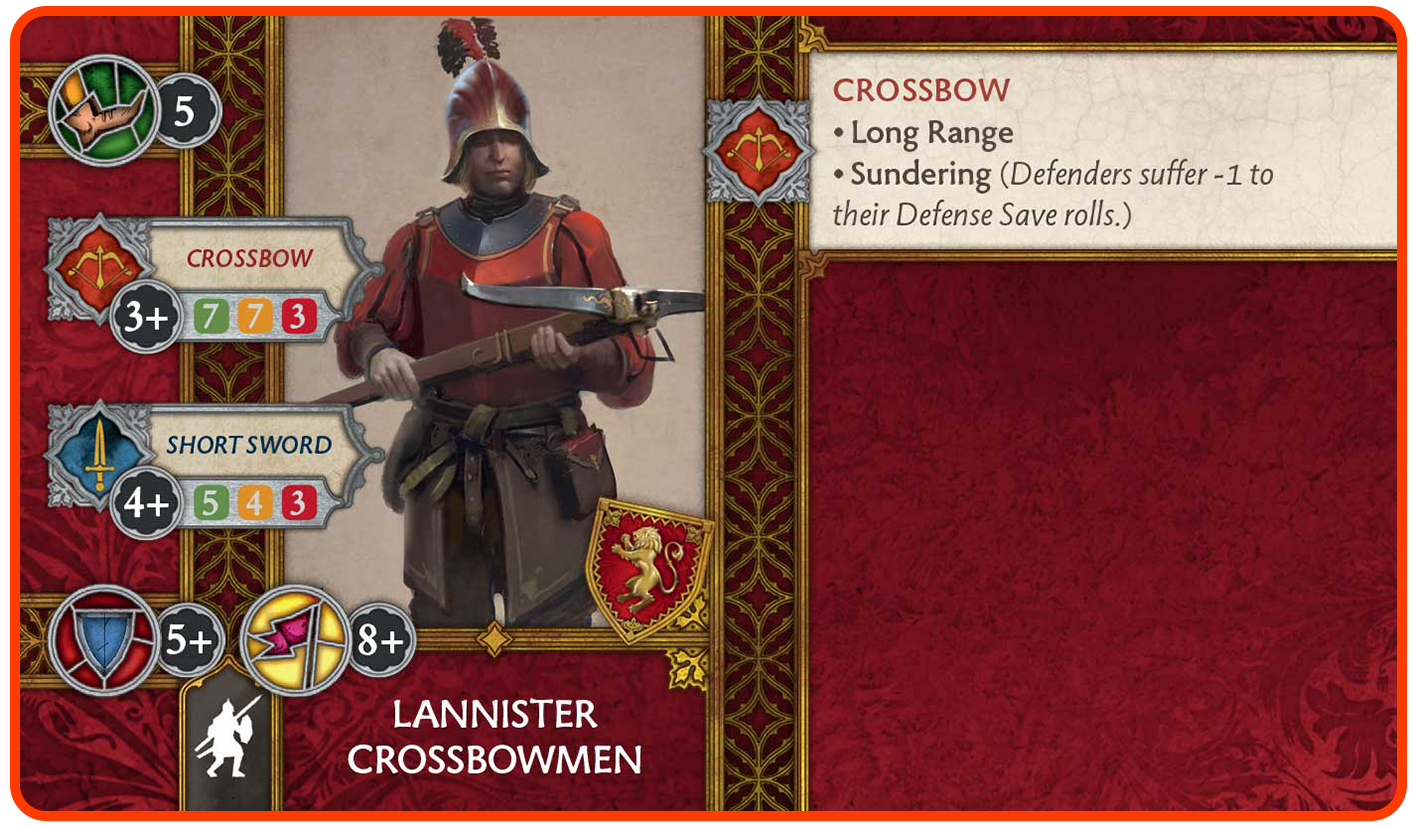 5
CROSSBOW
3+ 7 7 3
SHORT SWORD
4+ 5 4 3
5+ 8+
LANNISTER
CROSSBOWMEN
CROSSBOW
• Long Range
• Sundering (Defenders suffer -1 to
their Defense Save rolls.)